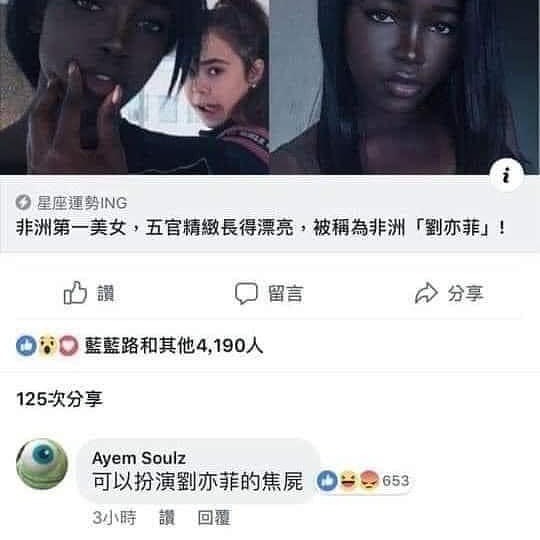 星座運勢ING
非洲第一美女，五官精緻長得漂亮，被稱為非洲「劉亦菲」!
讚 留言 分享
藍藍路和其他4,190人
125次分享
Ayem Soulz
可以扮演劉亦菲的焦屍 653
3小時 讚 回覆